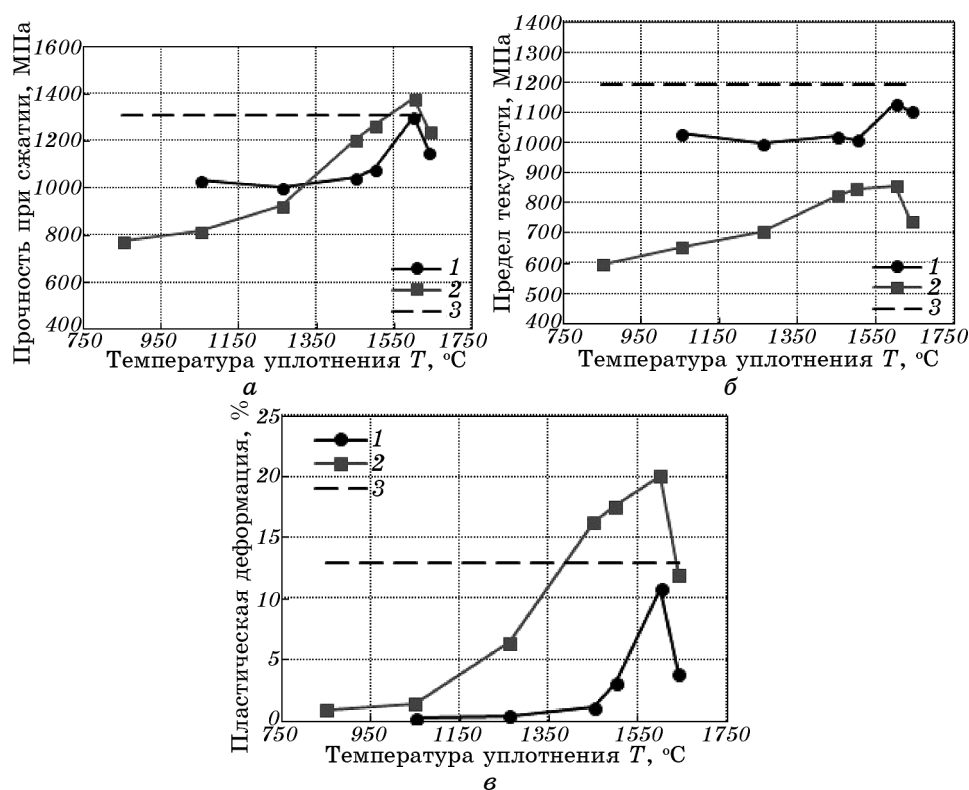 Прочность при сжатии, МПа
1600
1400
1200
1000
800
600
400
750 950 1150 1350 1550 1750
1
2
3
Температура уплотнения T, °C
а
Предел текучести, МПа
1400
1300
1200
1100
1000
900
800
700
600
500
400
750 950 1150 1350 1550 1750
1
2
3
Температура уплотнения T, °C
б
Пластическая деформация, %
25
20
15
10
5
0
750 950 1150 1350 1550 1750
1
2
3
Температура уплотнения T, °C
в